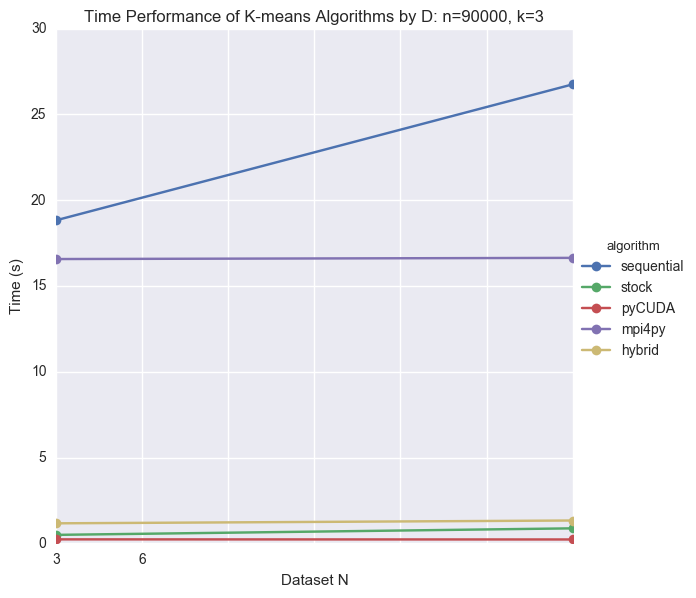 Time Performance of K-means Algorithms by D: n=90000, k=3
30
25
20
15
10
5
0
Time (s)
3 6
Dataset N
algorithm
sequential
stock
pyCUDA
mpi4py
hybrid